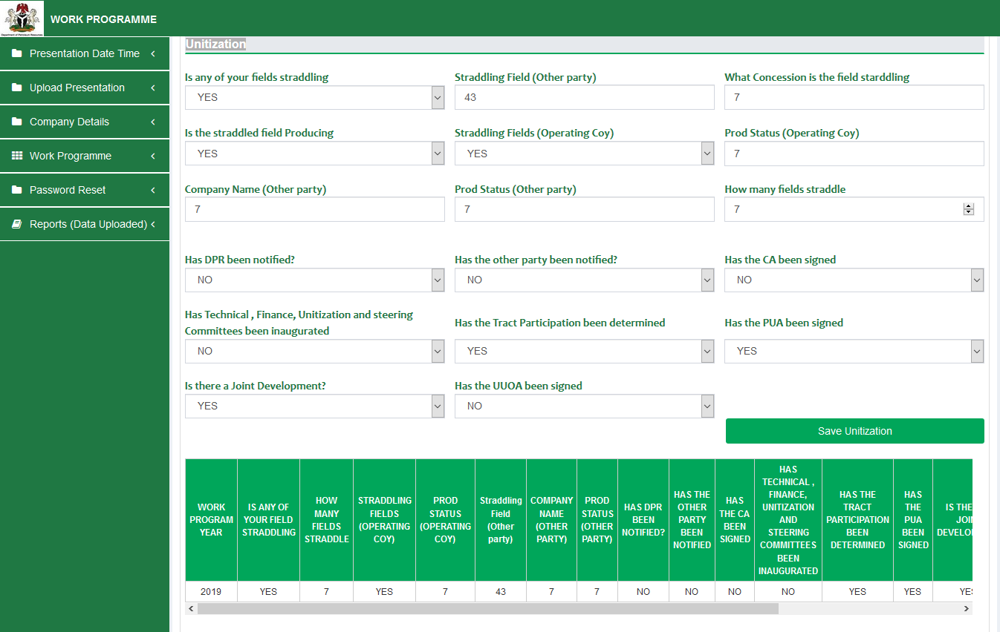 Department of Petroleum Resources
WORK PROGRAMME
Presentation Date Time
Upload Presentation
Company Details
Work Programme
Password Reset
Reports (Data Uploaded)
Unitization
Is any of your fields straddling
YES
Straddling Field (Other party)
43
What Concession is the field starddling
7
Is the straddled field Producing
YES
Straddling Fields (Operating Coy)
YES
Prod Status (Operating Coy)
7
Company Name (Other party)
7
Prod Status (Other party)
7
How many fields straddle
7
Has DPR been notified?
NO
Has the other party been notified?
NO
Has the CA been signed
NO
Has Technical , Finance, Unitization and steering
Committees been inaugurated
NO
Has the Tract Participation been determined
YES
Has the PUA been signed
YES
Is there a Joint Development?
YES
Has the UUOA been signed
NO
Save Unitization
WORK
PROGRAM
YEAR
IS ANY OF
YOUR FIELD
STRADDLING
HOW
MANY
FIELDS
STRADDLE
STRADDLING
FIELDS
(OPERATING
COY)
PROD
STATUS
(OPERATING
COY)
Straddling
Field
(Other
party)
COMPANY
NAME
(OTHER
PARTY)
PROD
STATUS
(OTHER
PARTY)
HAS DPR
BEEN
NOTIFIED?
HAS THE
OTHER
PARTY
BEEN
NOTIFIED
HAS
THE CA
BEEN
SIGNED
HAS
TECHNICAL ,
FINANCE,
UNITIZATION
AND
STEERING
COMMITTEES
BEEN
INAUGURATED
HAS THE
TRACT
PARTICIPATION
BEEN
DETERMINED
HAS
THE
PUA
BEEN
SIGNED
IS THE
JOI
DEVELO
2019 YES 7 YES 7 43 7 7 NO NO NO NO YES YES YES